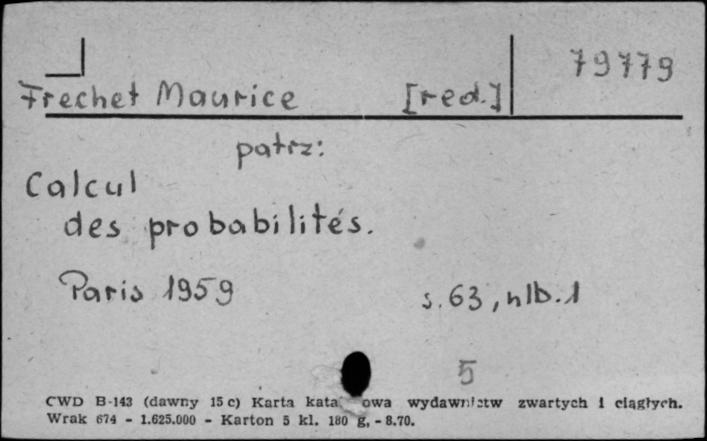 79779
Frechet Maurice [red.]
patrz:
Calcul
des probabilités.
Paris 1959 s. 63, nlb. 1
5
CWD B-143 (dawny 15 c) Karta kata owa wydawnictw zwartych i ciągłych.
Wrak 674 - 1.625.000 - Karton 5 kl. 180 g. - 8.70.